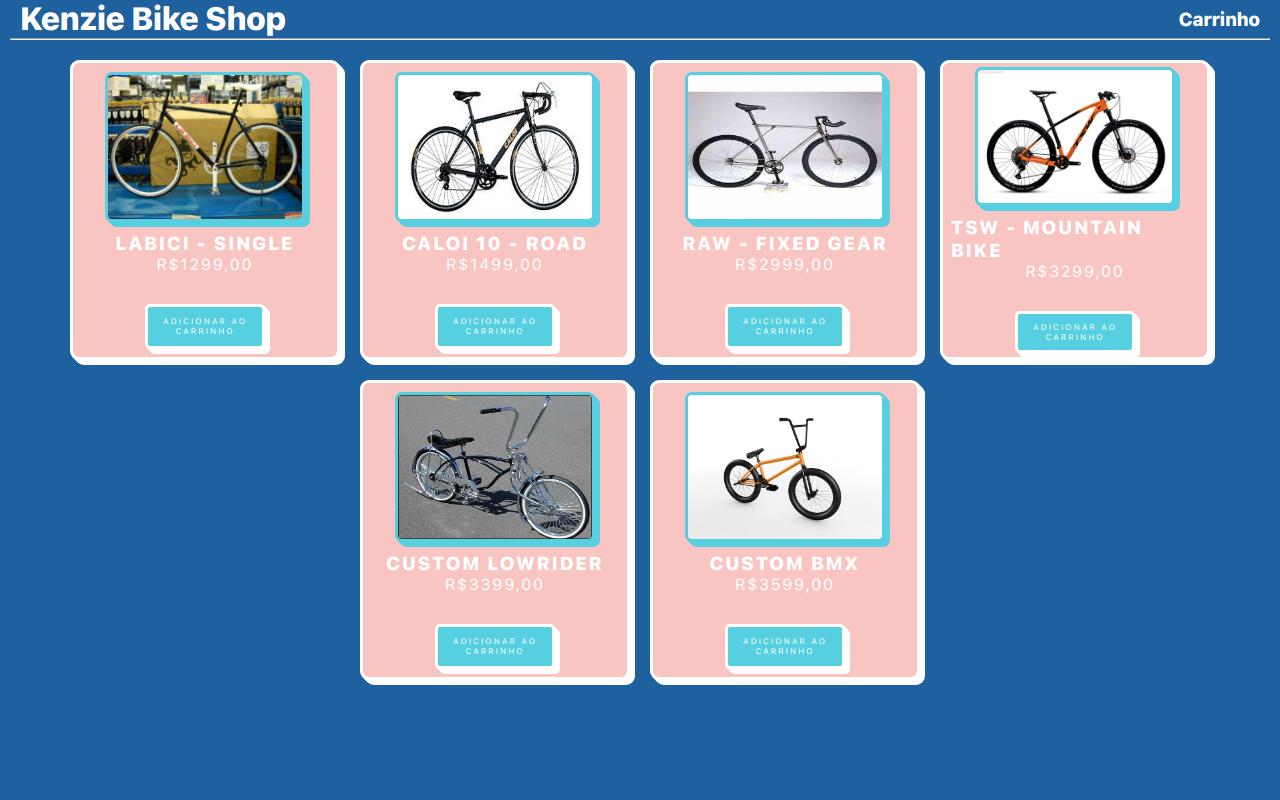 Kenzie Bike Shop
Carrinho
LABICI - SINGLE
R$1299,00
ADICIONAR AO
CARRINHO
CALOI 10 - ROAD
R$1499,00
ADICIONAR AO
CARRINHO
RAW - FIXED GEAR
R$2999,00
ADICIONAR AO
CARRINHO
TSW - MOUNTAIN
BIKE
R$3299,00
ADICIONAR AO
CARRINHO
CUSTOM LOWRIDER
R$3399,00
ADICIONAR AO
CARRINHO
CUSTOM BMX
R$3599,00
ADICIONAR AO
CARRINHO